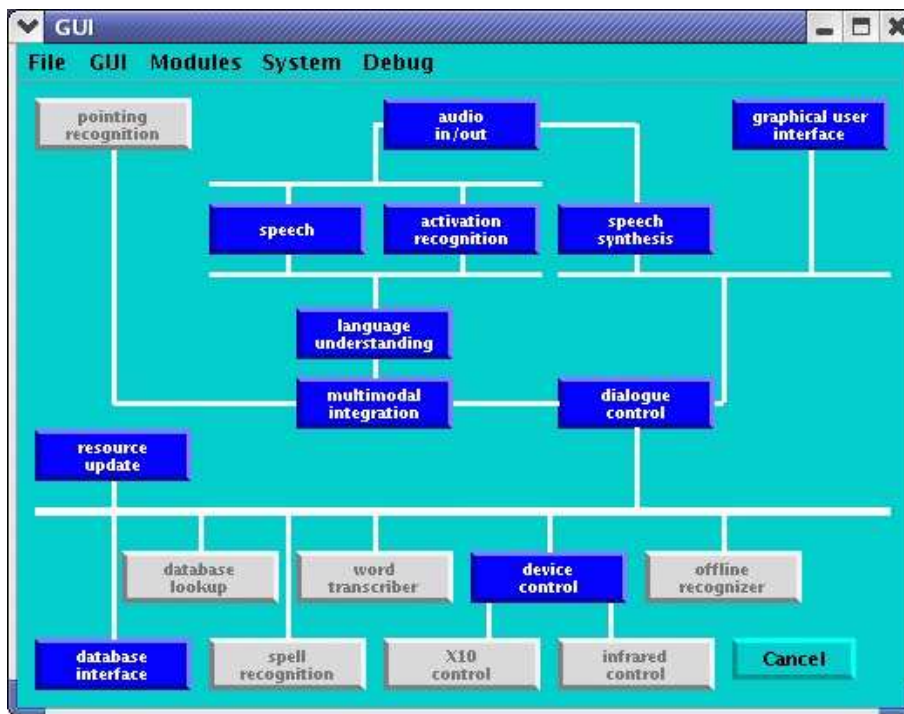 GUI
File GUI Modules System Debug
pointing
recognition
audio
in/out
graphical user
interface
speech
activation
recognition
speech
synthesis
language
understanding
multimodal
integration
dialogue
control
resource
update
database
lookup
word
transcriber
device
control
offline
recognizer
database
interface
spell
recognition
X10
control
infrared
control
Cancel